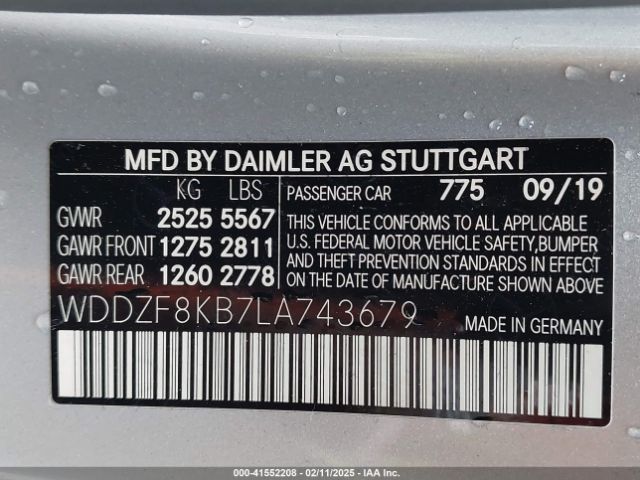 MFD BY DAIMLER AG STUTTGART
KG LBS
GVWR 2525 5567
GAWR FRONT 1275 2811
GAWR REAR 1260 2778
PASSENGER CAR 775 09/19
THIS VEHICLE CONFORMS TO ALL APPLICABLE
U.S. FEDERAL MOTOR VEHICLE SAFETY,BUMPER
AND THEFT PREVENTION STANDARDS IN EFFECT
ON THE DATE OF MANUFACTURE SHOWN ABOVE
WDDZF8KB7LA743679 MADE IN GERMANY
000-41552208 - 02/11/2025 - IAA Inc.